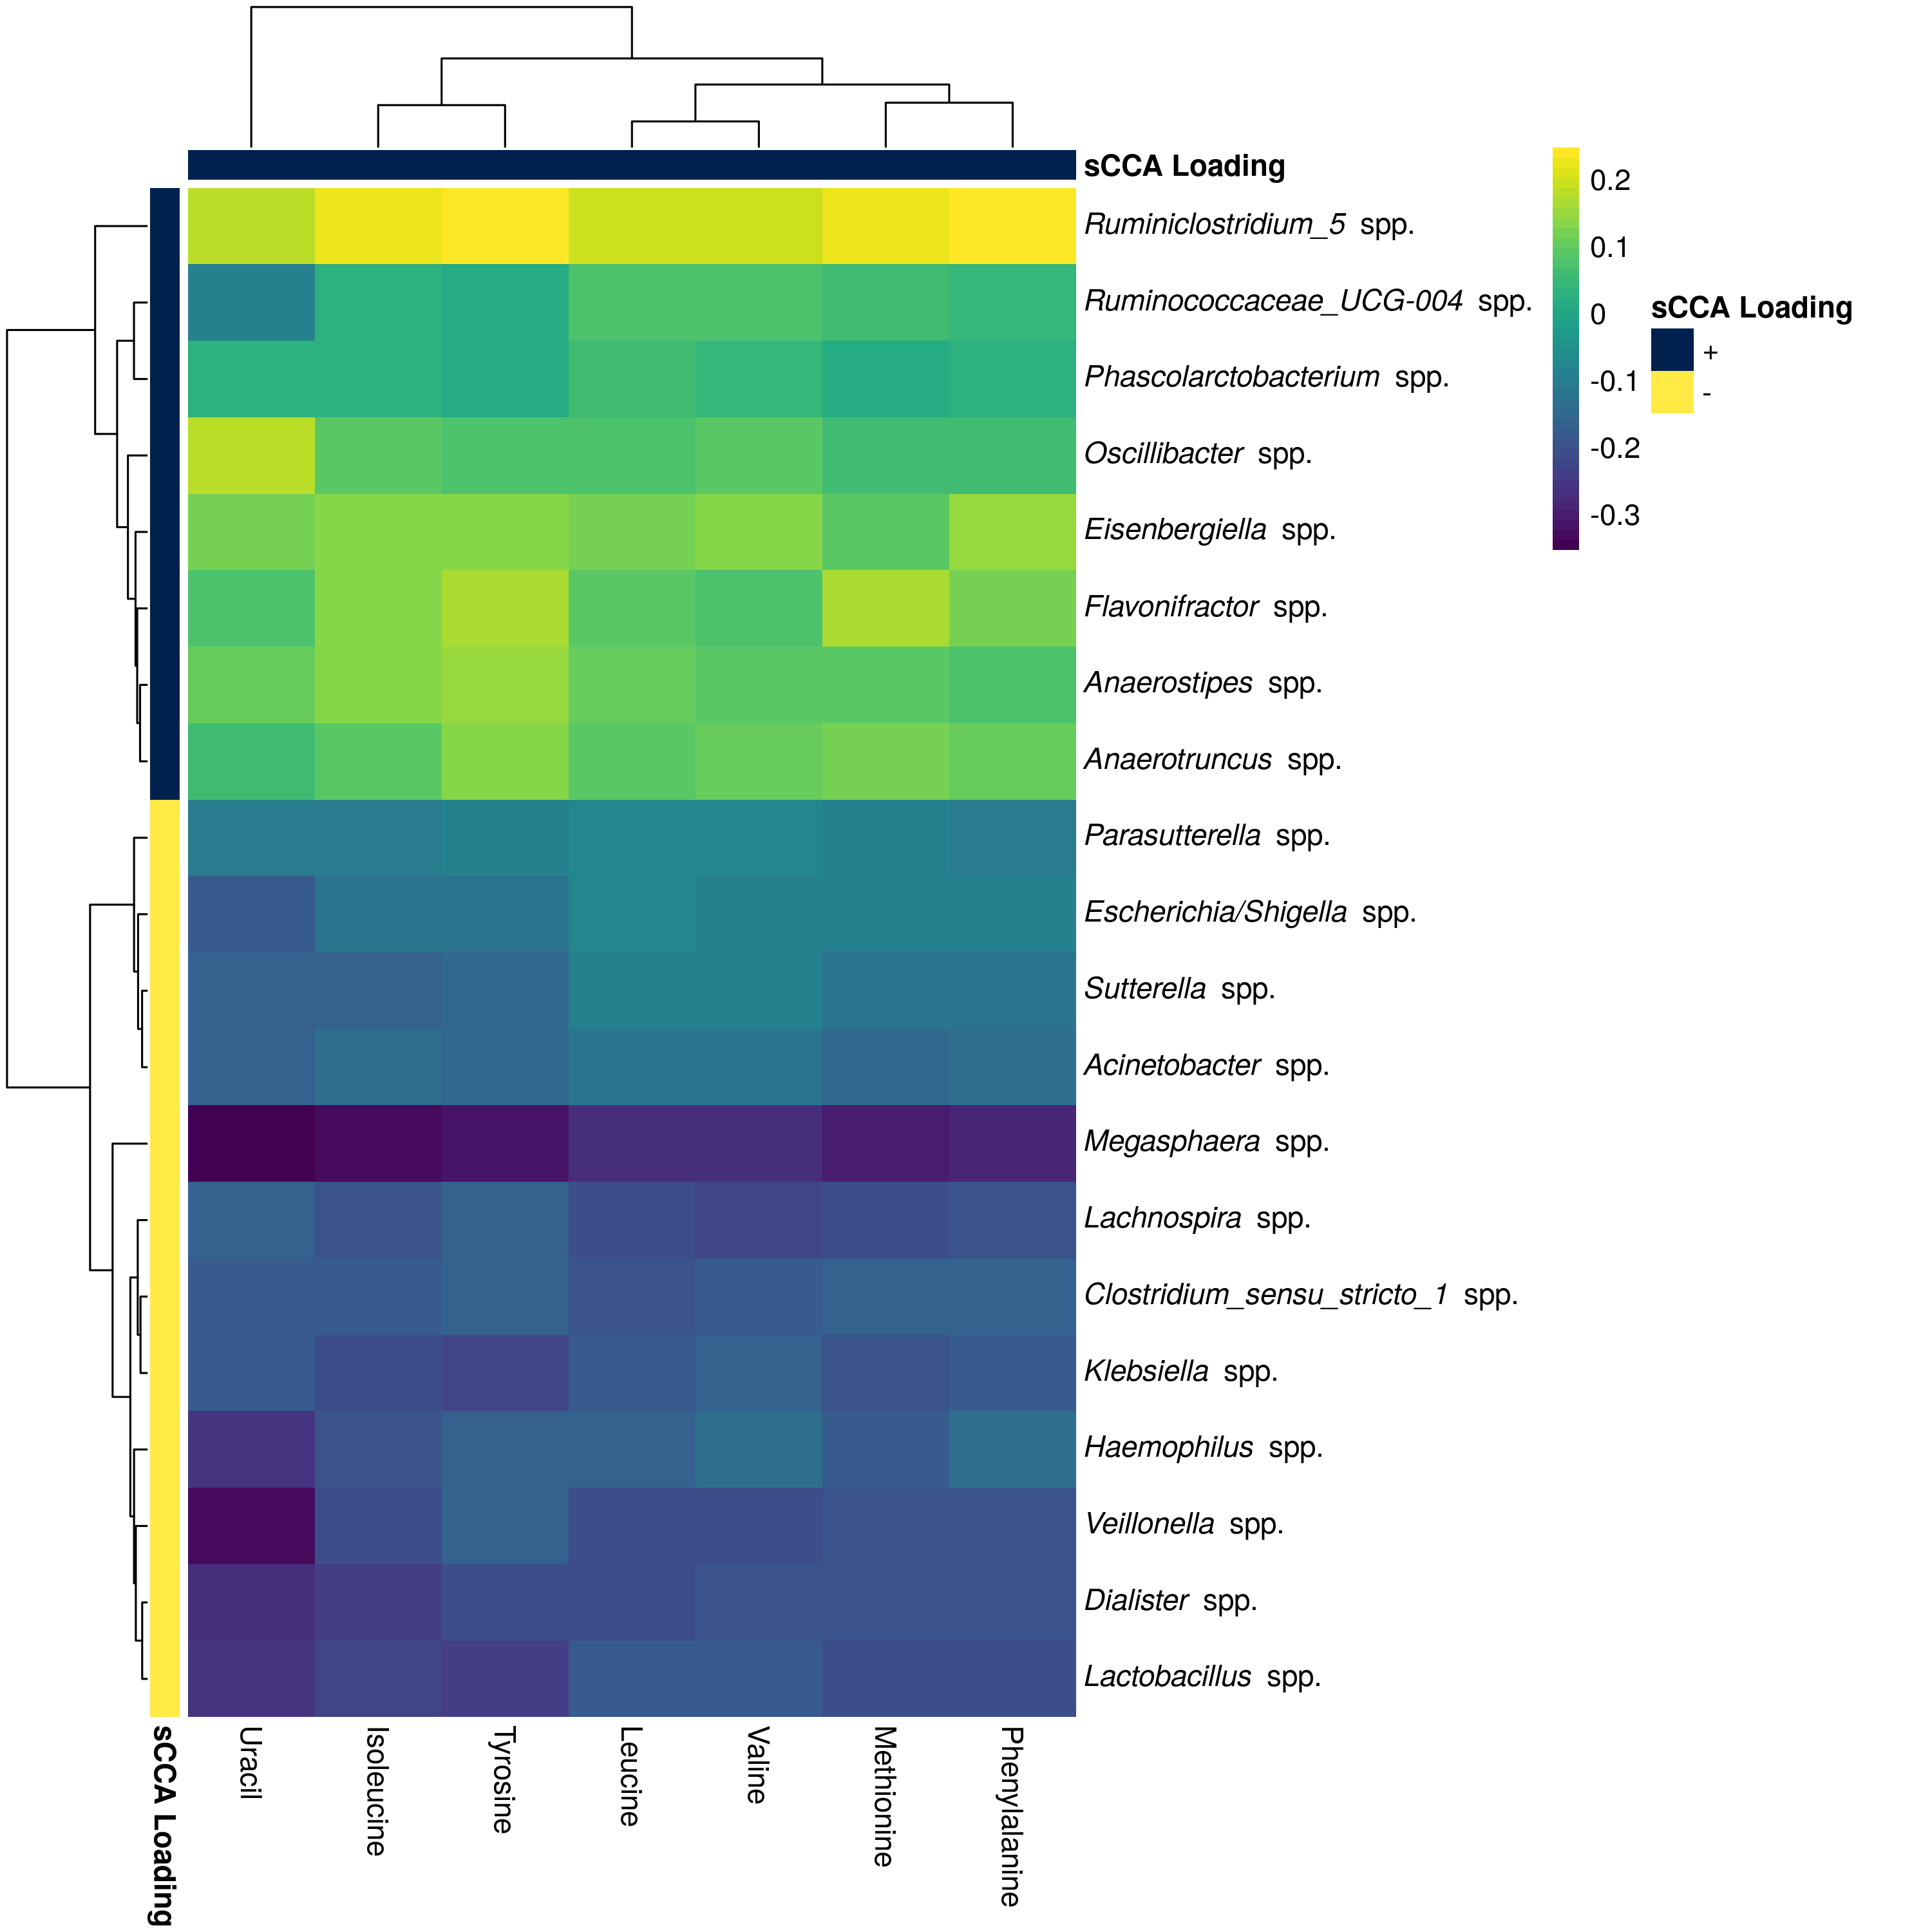 sCCA Loading
Ruminiclostridium_5 spp.
Ruminococcaceae_UCG-004 spp.
Phascolarctobacterium spp.
Oscillibacter spp.
Eisenbergiella spp.
Flavonifractor spp.
Anaerostipes spp.
Anaerotruncus spp.
Parasutterella spp.
Escherichia/Shigella spp.
Sutterella spp.
Acinetobacter spp.
Megasphaera spp.
Lachnospira spp.
Clostridium_sensu_stricto_1 spp.
Klebsiella spp.
Haemophilus spp.
Veillonella spp.
Dialister spp.
Lactobacillus spp.
0.2
0.1
0
-0.1
-0.2
-0.3
sCCA Loading
+
-
sCCA Loading
Uracil
Isoleucine
Tyrosine
Leucine
Valine
Methionine
Phenylalanine